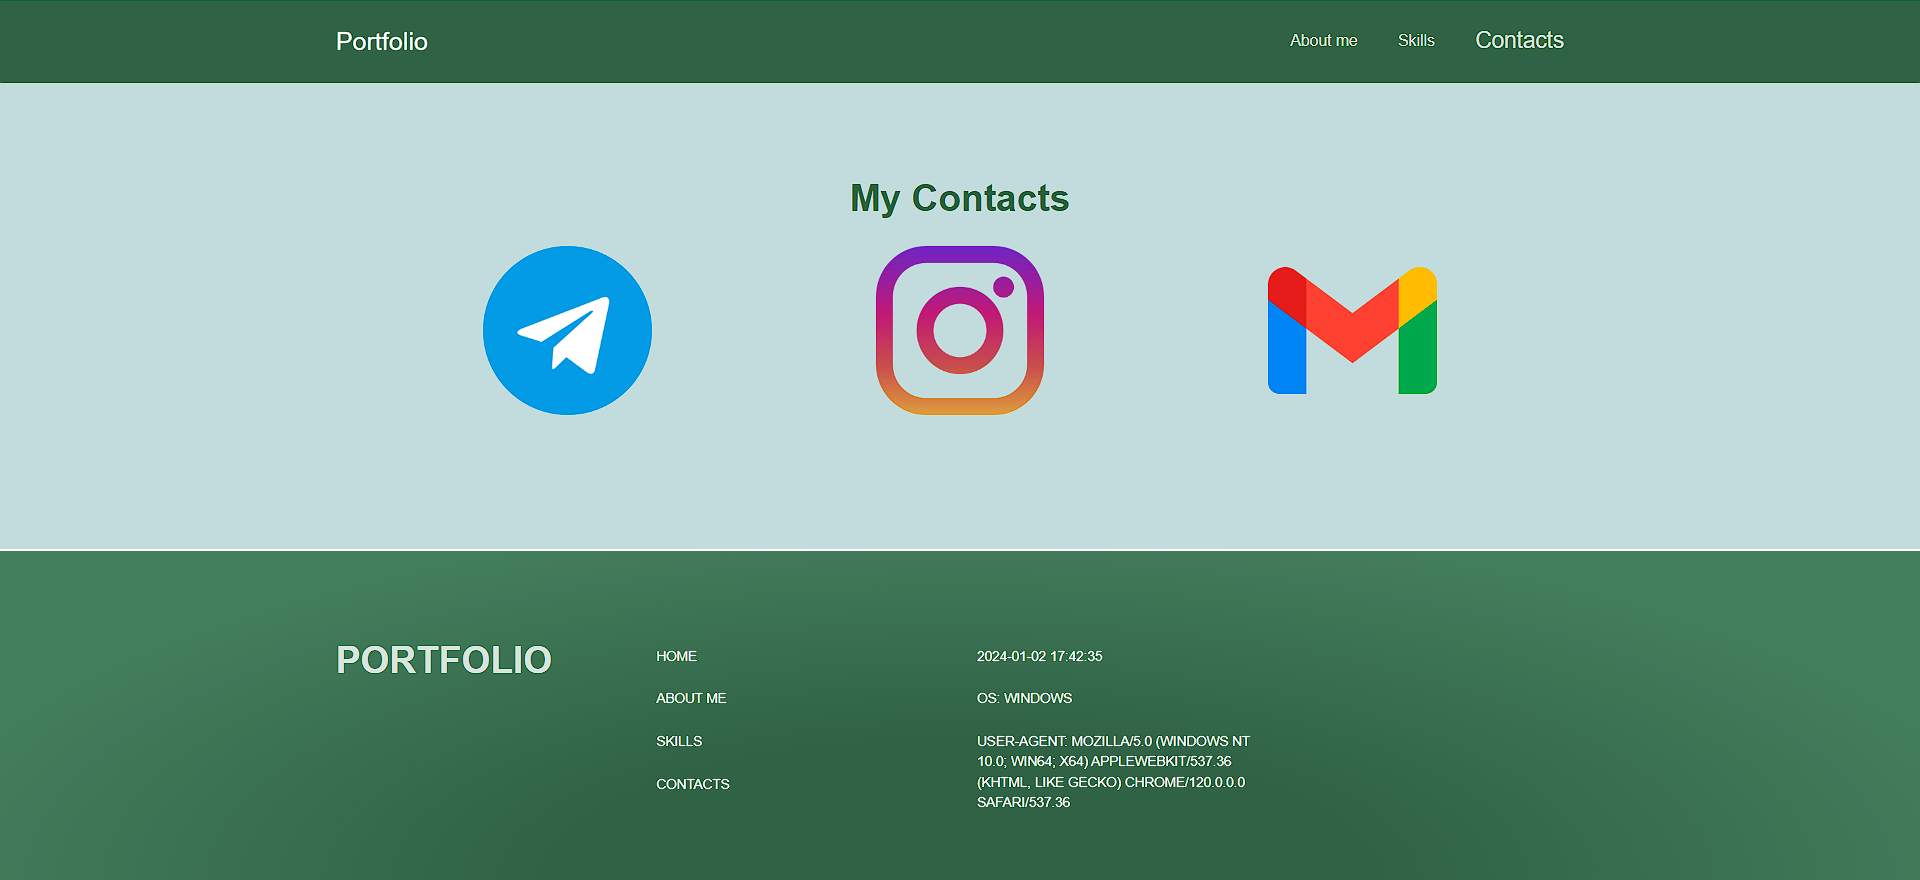 Portfolio
About me
Skills
Contacts
My Contacts
PORTFOLIO
HOME
ABOUT ME
SKILLS
CONTACTS
2024-01-02 17:42:35
OS: WINDOWS
USER-AGENT: MOZILLA/5.0 (WINDOWS NT
10.0; WIN64; X64) APPLEWEBKIT/537.36
(KHTML, LIKE GECKO) CHROME/120.0.0.0
SAFARI/537.36